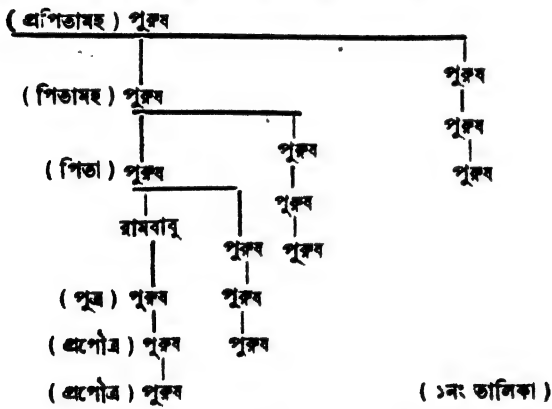 ( প্রপিতামহ ) পুরুষ
পুরুষ
( পিতামহ ) পুরুষ
পুরুষ
পুরুষ
( পিতা ) পুরুষ
পুরুষ
পুরুষ
রামবাবু
পুরুষ পুরুষ
( পুত্র ) পুরুষ পুরুষ
( প্রপৌত্র ) পুরুষ পুরুষ
( প্রপৌত্র ) পুরুষ ( ১নং তালিকা )